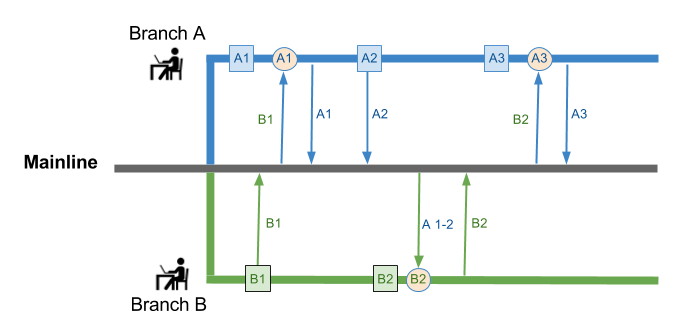 Branch A
A1 A1 A2 A3 A3
B1 A1 A2 B2 A3
Mainline
B1 A 1-2 B2
B1 B2 B2
Branch B